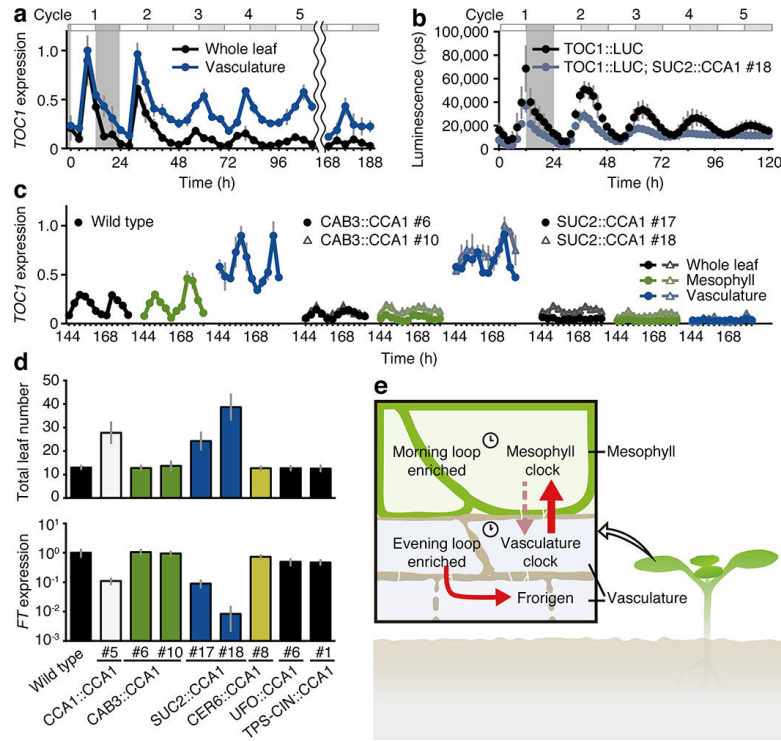 a
Cycle 1 2 3 4 5
TOC1 expression
1.0
0.5
0
Whole leaf
Vasculature
0 24 48 72 96 168 188
Time (h)
b
Cycle 1 2 3 4 5
Luminescence (cps)
100,000
80,000
60,000
40,000
20,000
0
TOC1::LUC
TOC1::LUC; SUC2::CCA1 #18
0 24 48 72 96 120
Time (h)
c
TOC1 expression
1.0
0.5
0
Wild type
CAB3::CCA1 #6
CAB3::CCA1 #10
SUC2::CCA1 #17
SUC2::CCA1 #18
Whole leaf
Mesophyll
Vasculature
144 168 144 168 144 168 144 168 144 168 144 168 144 168 144 168 144 168
Time (h)
d
Total leaf number
50
40
30
20
10
0
FT expression
10¹
10⁰
10⁻¹
10⁻²
10⁻³
#5 #6 #10 #17 #18 #8 #6 #1
Wild type
CCA1::CCA1
CAB3::CCA1
SUC2::CCA1
CER6::CCA1
UFO::CCA1
TPS-CIN::CCA1
e
Morning loop
enriched
Mesophyll
clock
Mesophyll
Evening loop
enriched
Vasculature
clock
Frorigen
Vasculature